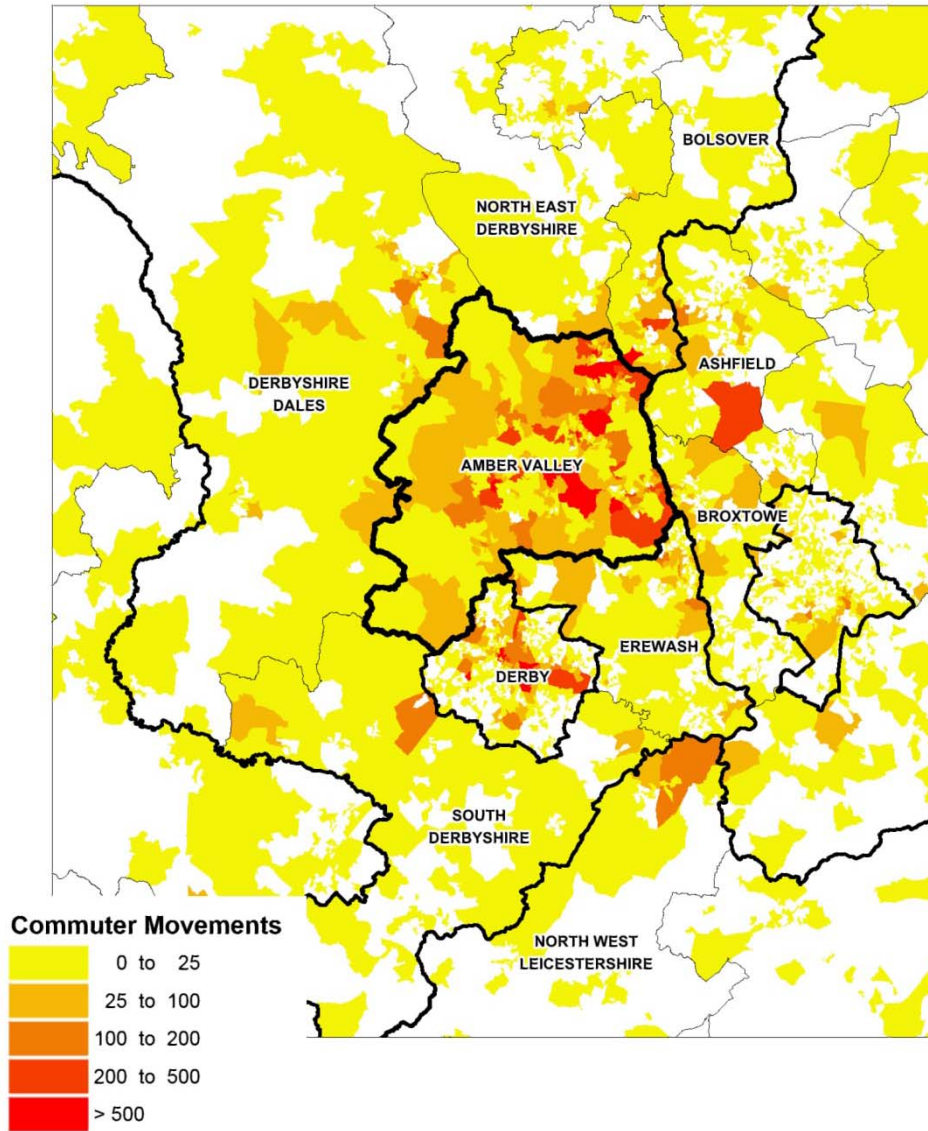 BOLSOVER
NORTH EAST
DERBYSHIRE
ASHFIELD
DERBYSHIRE
DALES
AMBER VALLEY
BROXTOWE
EREWASH
DERBY
SOUTH
DERBYSHIRE
NORTH WEST
LEICESTERSHIRE
Commuter Movements
0 to 25
25 to 100
100 to 200
200 to 500
> 500